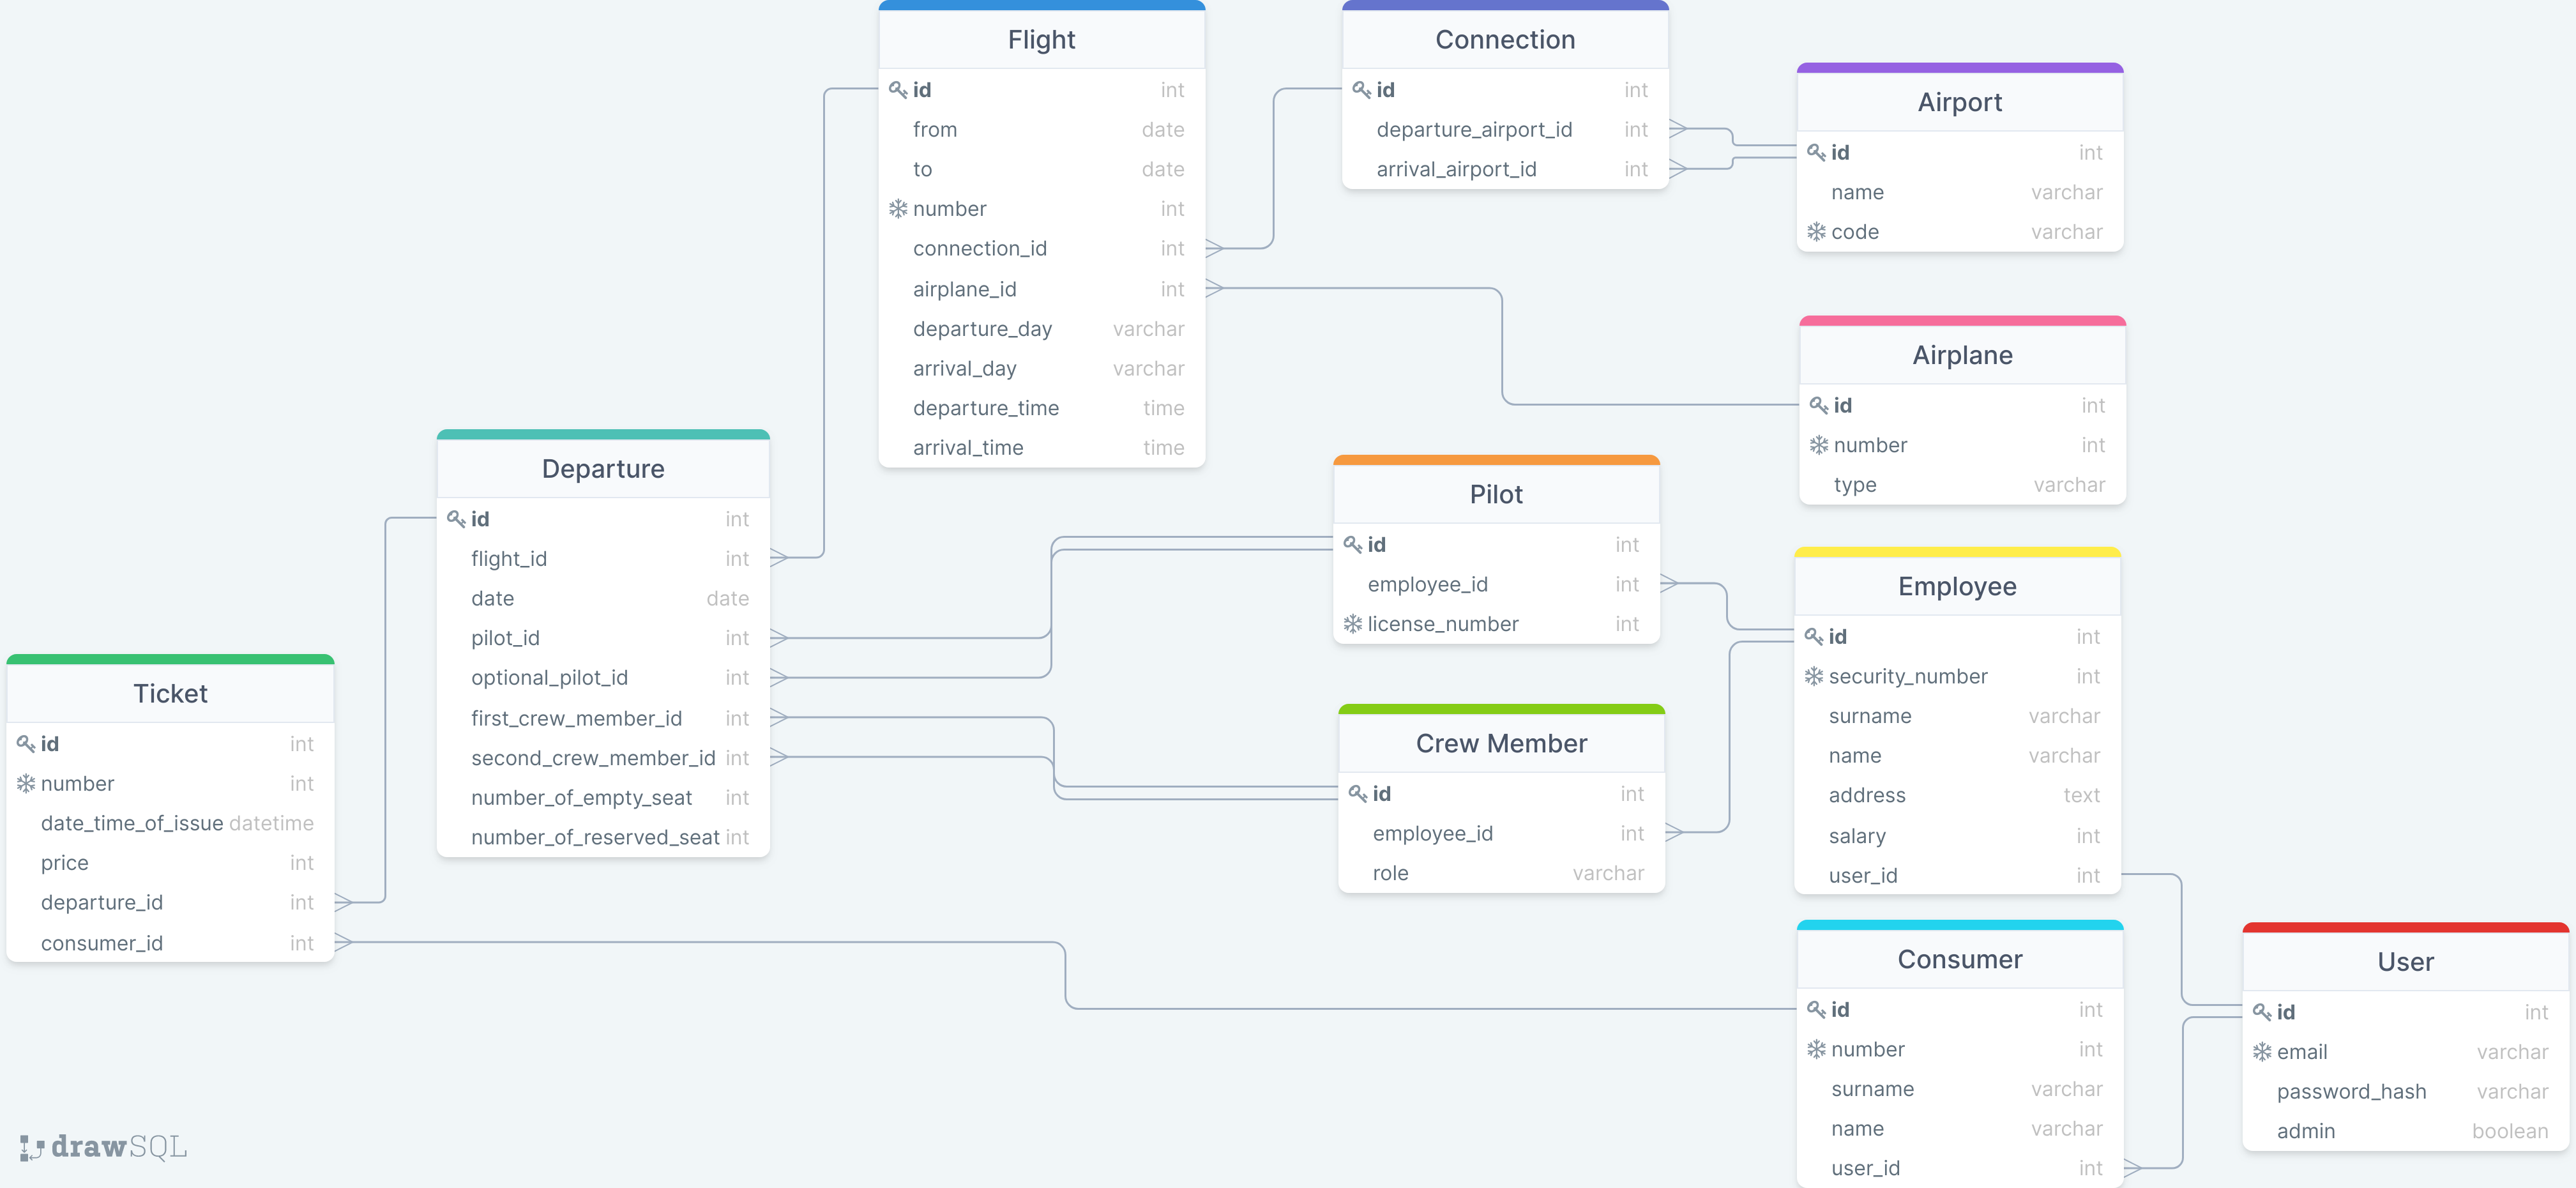 Flight
id int
from date
to date
number int
connection_id int
airplane_id int
departure_day varchar
arrival_day varchar
departure_time time
arrival_time time
Connection
id int
departure_airport_id int
arrival_airport_id int
Airport
id int
name varchar
code varchar
Airplane
id int
number int
type varchar
Departure
id int
flight_id int
date date
pilot_id int
optional_pilot_id int
first_crew_member_id int
second_crew_member_id int
number_of_empty_seat int
number_of_reserved_seat int
Pilot
id int
employee_id int
license_number int
Employee
id int
security_number int
surname varchar
name varchar
address text
salary int
user_id int
Ticket
id int
number int
date_time_of_issue datetime
price int
departure_id int
consumer_id int
Crew Member
id int
employee_id int
role varchar
Consumer
id int
number int
surname varchar
name varchar
user_id int
User
id int
email varchar
password_hash varchar
admin boolean
drawSQL